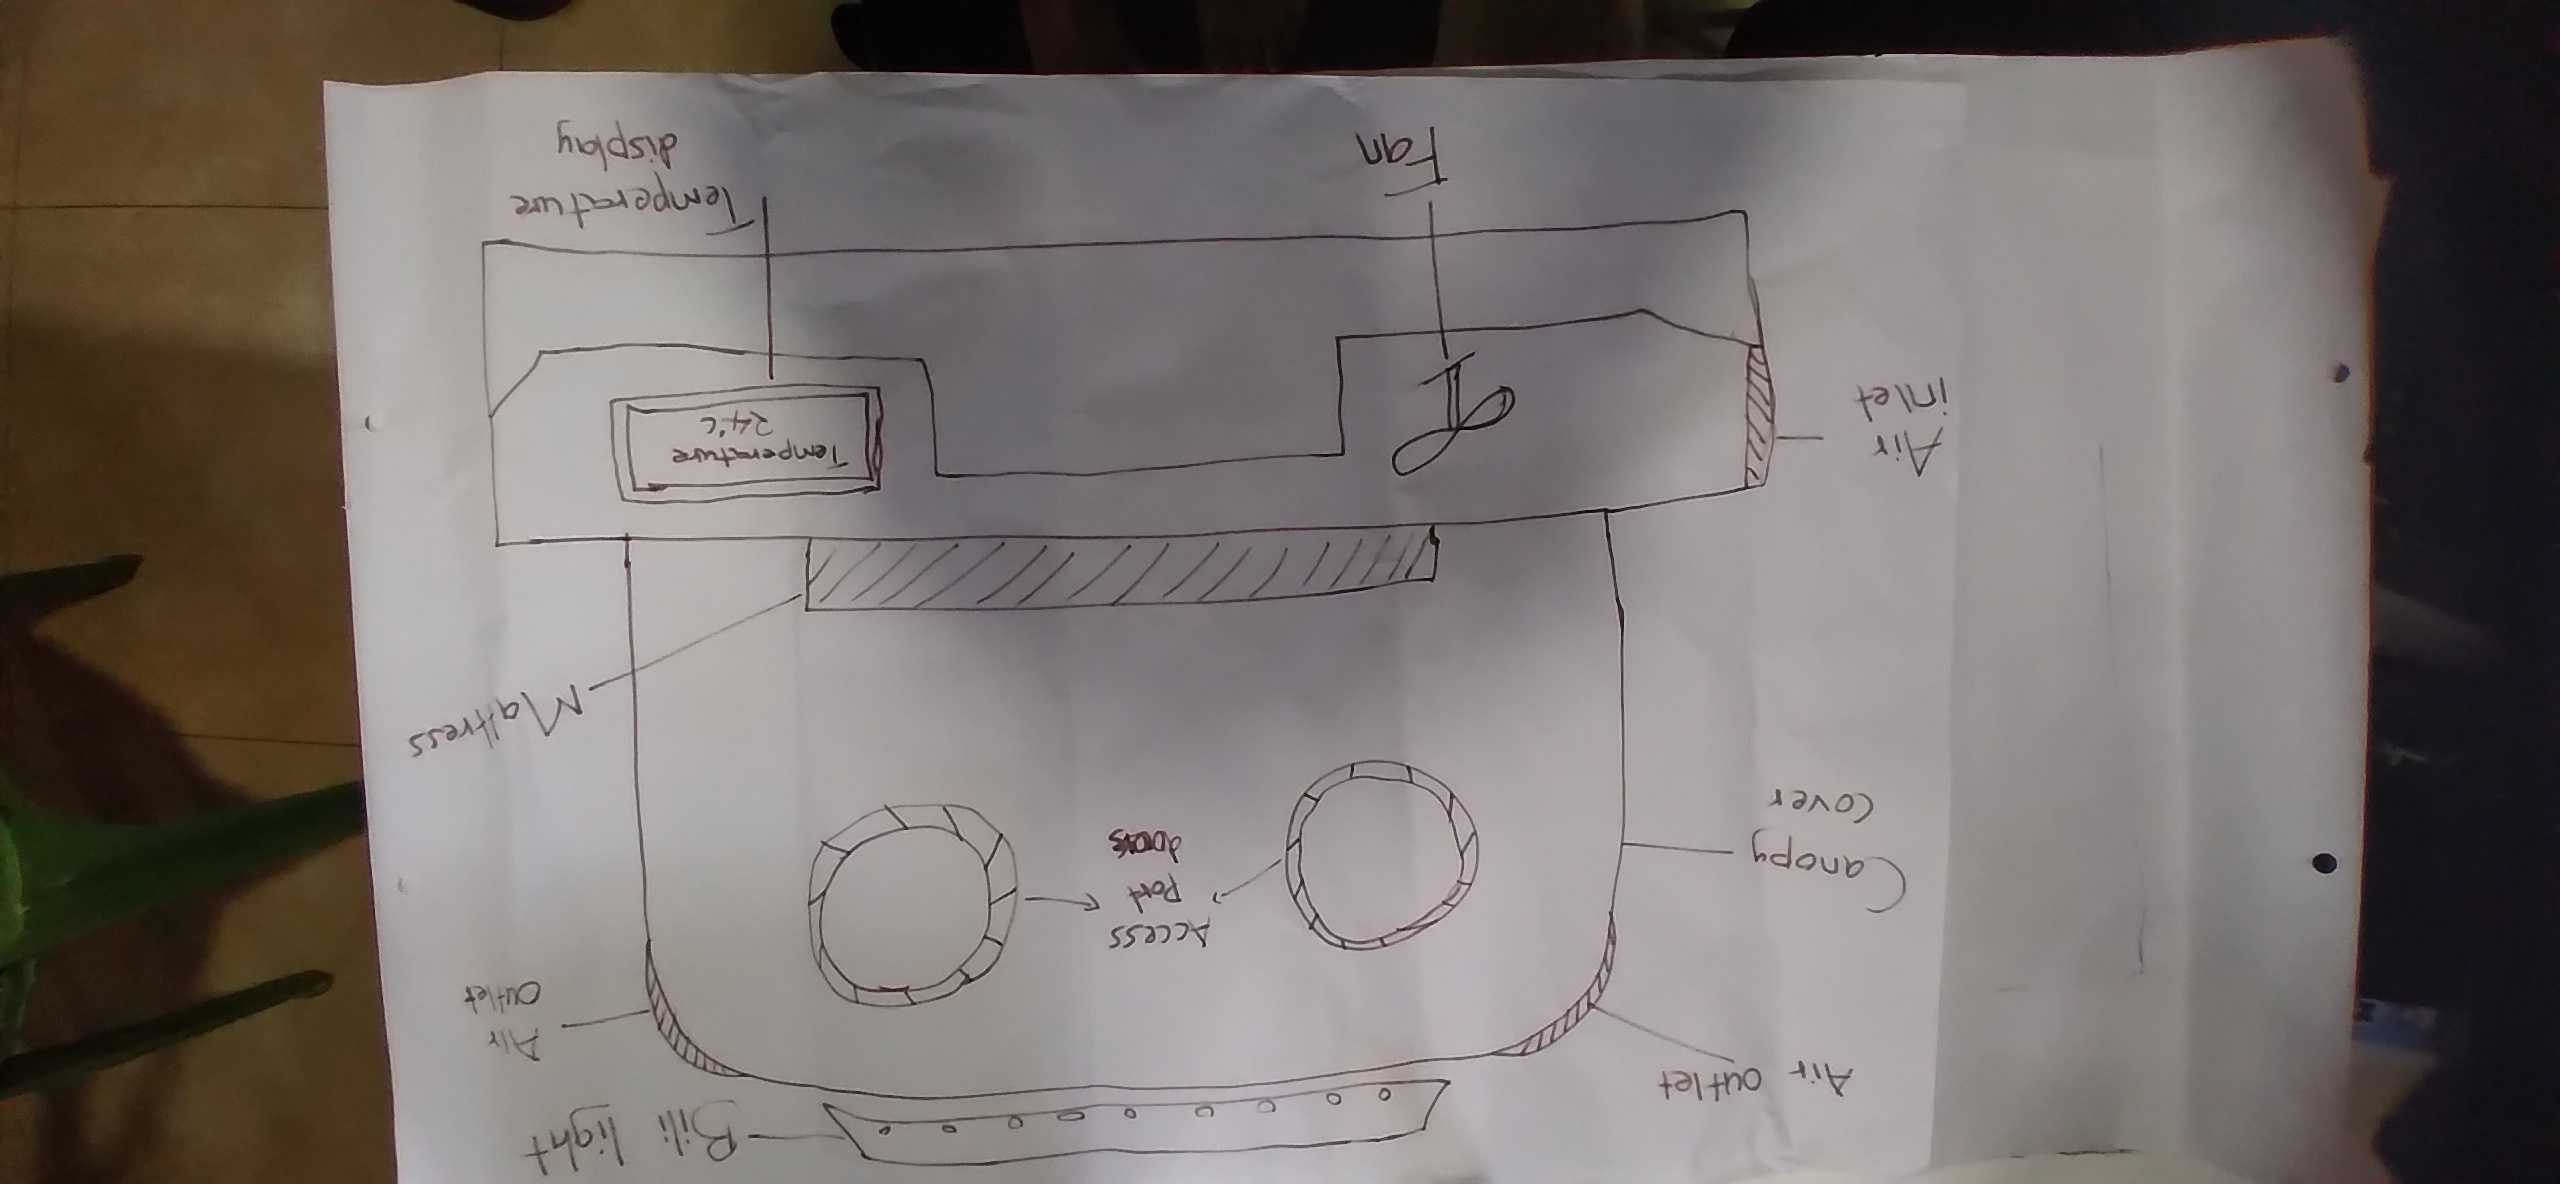 Bili light
Air outlet
Air
outlet
Access
Port
doors
Canopy
cover
Mattress
Air
inlet
Temperature
24°C
Fan
Temperature
display